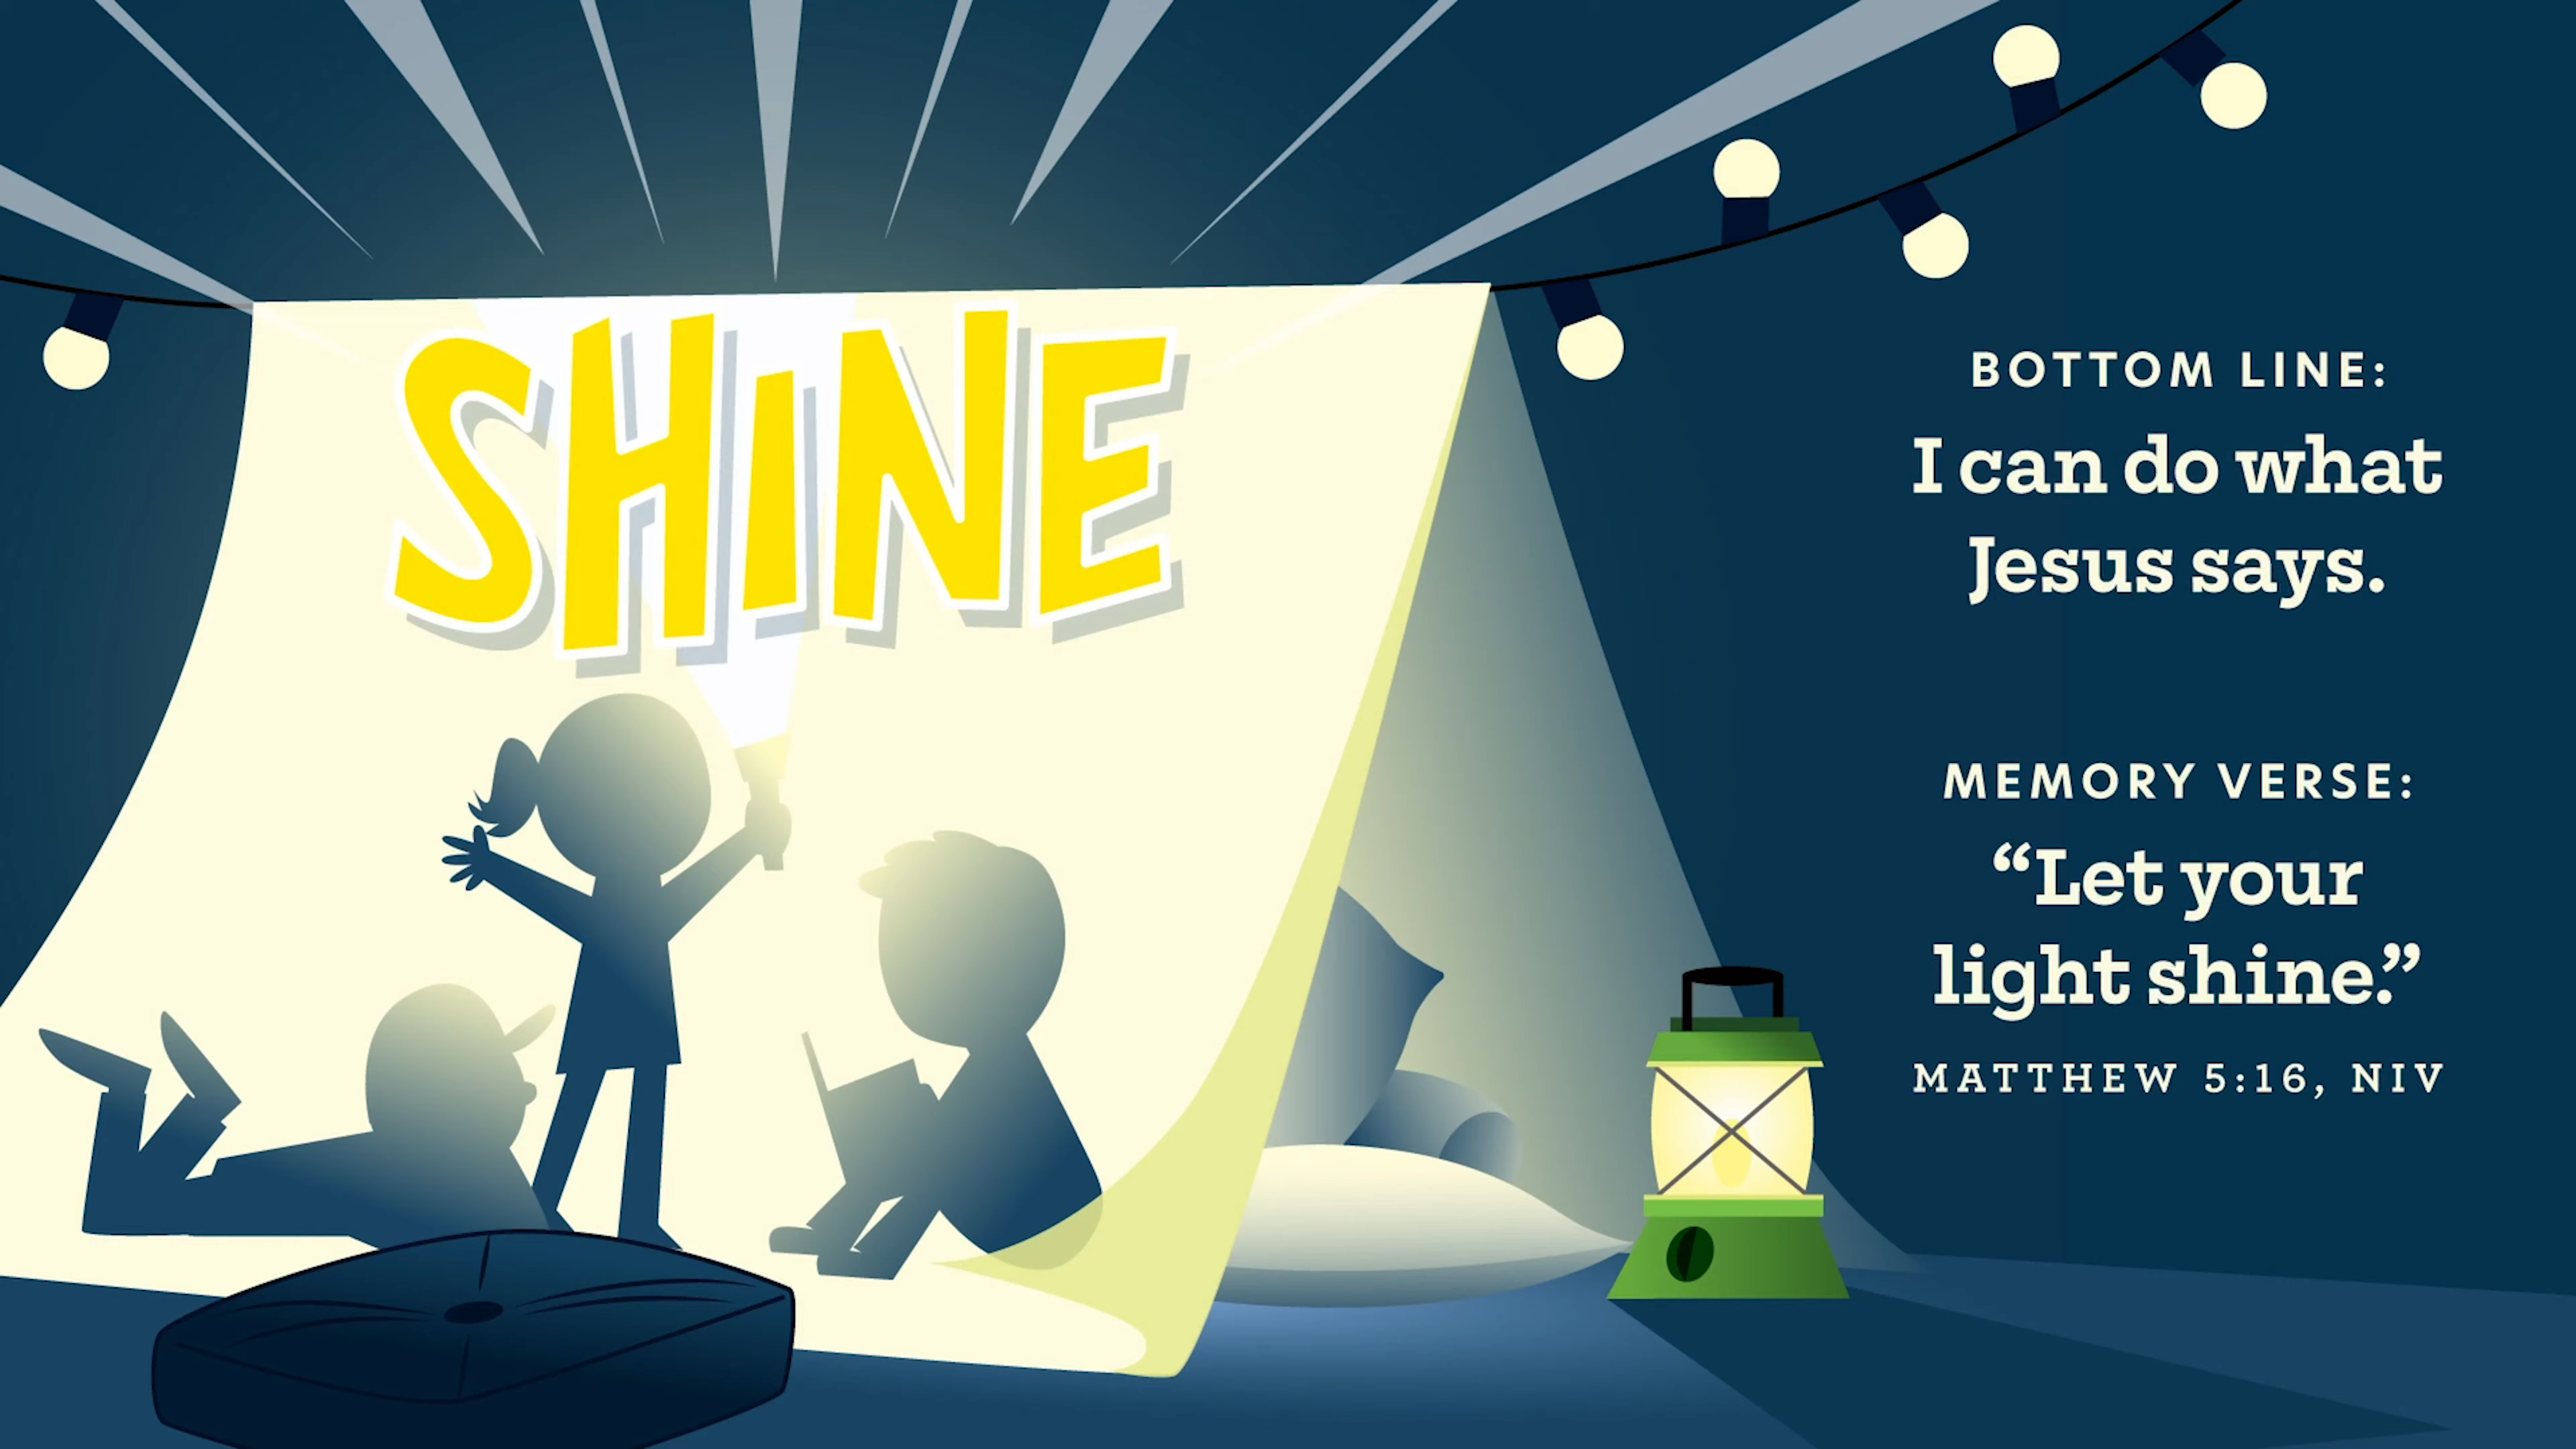 SHINE
BOTTOM LINE:
I can do what
Jesus says.
MEMORY VERSE:
“Let your
light shine.”
MATTHEW 5:16, NIV